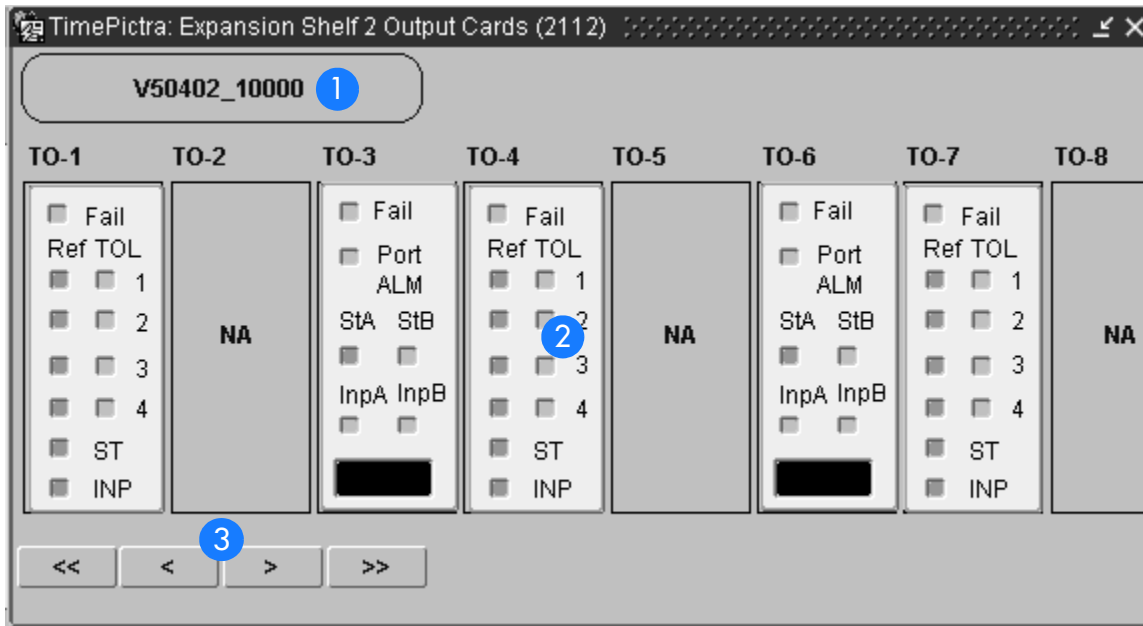 TimePictra: Expansion Shelf 2 Output Cards (2112)
V50402_10000 1
TO-1 TO-2 TO-3 TO-4 TO-5 TO-6 TO-7 TO-8
Fail
Ref TOL
1
2
3
4
ST
INP
NA
Fail
Port
ALM
StA StB
InpA InpB
Fail
Ref TOL
1
2 2
3
4
ST
INP
NA
Fail
Port
ALM
StA StB
InpA InpB
Fail
Ref TOL
1
2
3
4
ST
INP
NA
3
<< < > >>